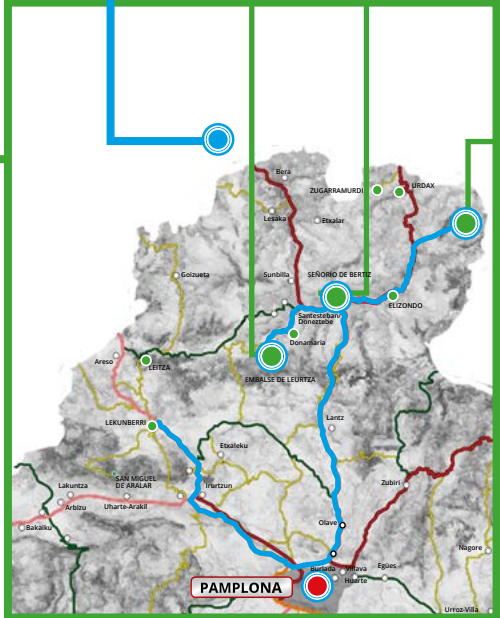 Bera
ZUGARRAMURDI
URDAX
Lesaka
Etxalar
Goizueta
Sunbilla
SEÑORIO DE BERTIZ
ELIZONDO
Santesteban/
Doneztebe
Donamaria
Areso
LEITZA
EMBALSE DE LEURTZA
LEKUNBERRI
Lantz
Etxaleku
SAN MIGUEL
DE ARALAR
Lakuntza
Irurtzun
Zubiri
Arbizu
Uharte-Arakil
Bakaiku
Olave
Nagore
Burlada
Villava
Egües
Huarte
PAMPLONA
Urroz-Villa